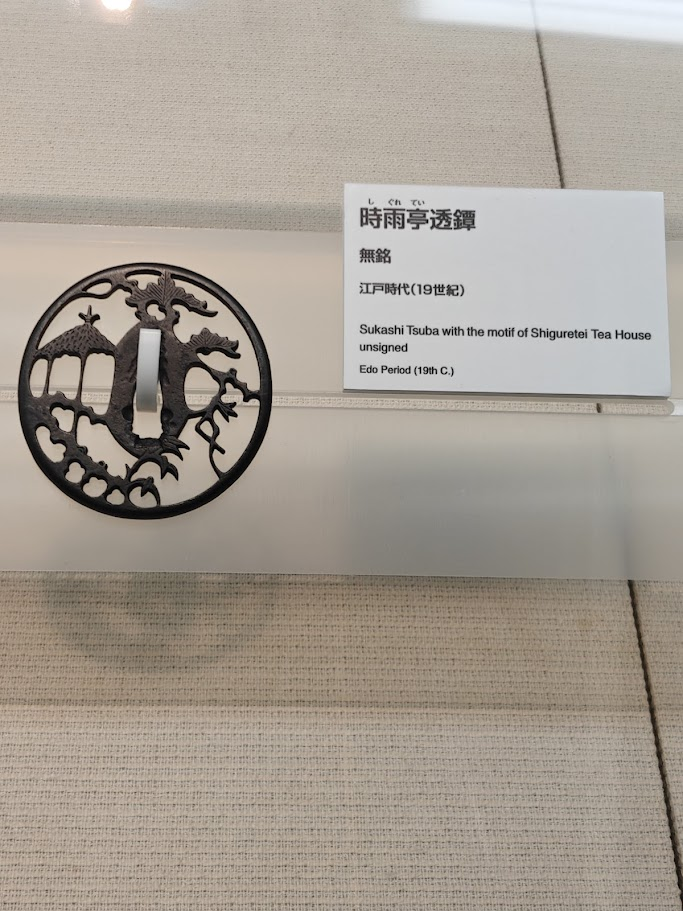 しぐれてい
時雨亭透鐔
無銘
江戸時代（19世紀）
Sukashi Tsuba with the motif of Shiguretei Tea House
unsigned
Edo Period (19th C.)